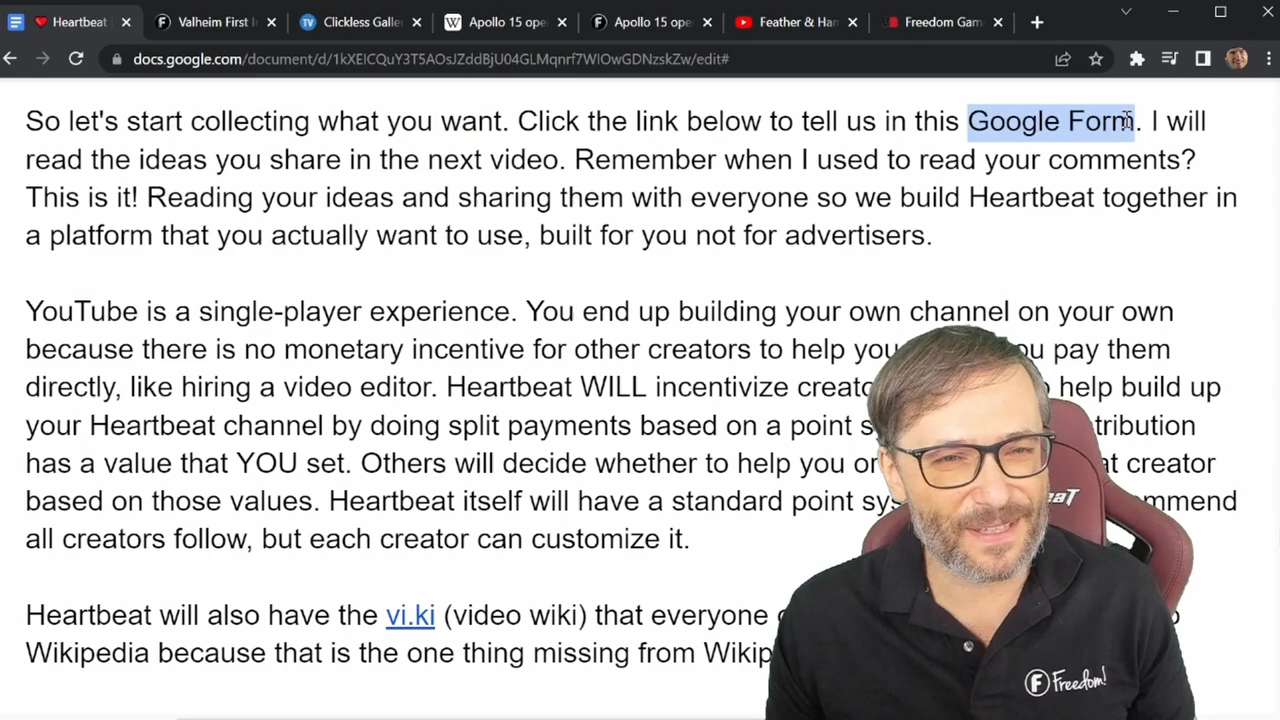 Heartbeat
Valheim First I
Clickless Galle
Apollo 15 ope
Apollo 15 ope
Feather & Ha
Freedom Gam
docs.google.com/document/d/1kXElCQuY3T5AOsJZddBjU04GLMqnrf7WIOwGDNzskZw/edit#
So let's start collecting what you want. Click the link below to tell us in this Google Form. I will
read the ideas you share in the next video. Remember when I used to read your comments?
This is it! Reading your ideas and sharing them with everyone so we build Heartbeat together in
a platform that you actually want to use, built for you not for advertisers.
YouTube is a single-player experience. You end up building your own channel on your own
because there is no monetary incentive for other creators to help you ou pay them
directly, like hiring a video editor. Heartbeat WILL incentivize creato help build up
your Heartbeat channel by doing split payments based on a point s tribution
has a value that YOU set. Others will decide whether to help you or at creator
based on those values. Heartbeat itself will have a standard point sys mmend
all creators follow, but each creator can customize it.
Heartbeat will also have the vi.ki (video wiki) that everyone
Wikipedia because that is the one thing missing from Wikip
F Freedom!